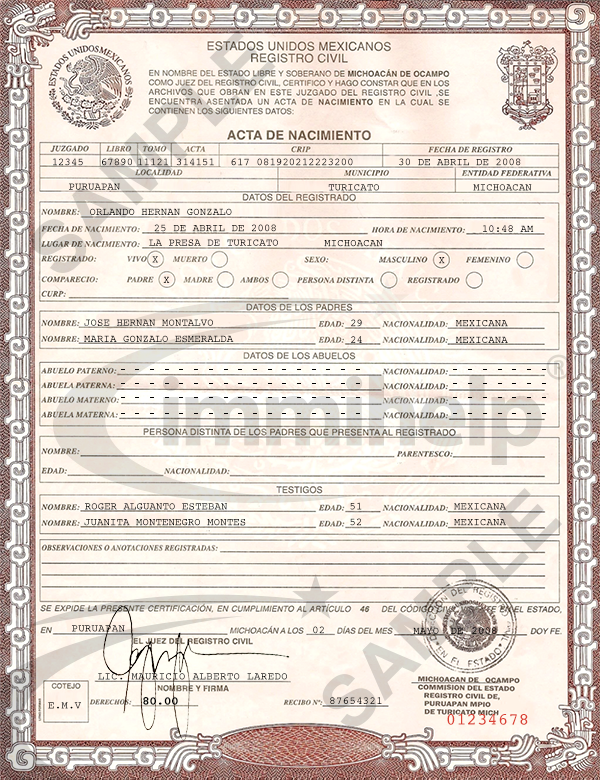 ESTADOS UNIDOS MEXICANOS
REGISTRO CIVIL
ESTADOS UNIDOS MEXICANOS
EN NOMBRE DEL ESTADO LIBRE Y SOBERANO DE MICHOACÁN DE OCAMPO
COMO JUEZ DEL REGISTRO CIVIL, CERTIFICO Y HAGO CONSTAR QUE EN LOS
ARCHIVOS QUE OBRAN EN ESTE JUZGADO DEL REGISTRO CIVIL ,SE
ENCUENTRA ASENTADA UN ACTA DE NACIMIENTO EN LA CUAL SE
CONTIENEN LOS SIGUIENTES DATOS:
ACTA DE NACIMIENTO
JUZGADO LIBRO TOMO ACTA CRIP FECHA DE REGISTRO
12345 67890 11121 314151 617 081920212223200 30 DE ABRIL DE 2008
LOCALIDAD MUNICIPIO ENTIDAD FEDERATIVA
PURUAPAN TURICATO MICHOACAN
DATOS DEL REGISTRADO
NOMBRE: ORLANDO HERNAN GONZALO
FECHA DE NACIMIENTO: 25 DE ABRIL DE 2008 HORA DE NACIMIENTO: 10:48 AM
LUGAR DE NACIMIENTO: LA PRESA DE TURICATO MICHOACAN
REGISTRADO: VIVO X MUERTO SEXO: MASCULINO X FEMENINO
COMPARECIO: PADRE X MADRE AMBOS PERSONA DISTINTA REGISTRADO
CURP:
DATOS DE LOS PADRES
NOMBRE: JOSE HERNAN MONTALVO EDAD: 29 NACIONALIDAD: MEXICANA
NOMBRE: MARIA GONZALO ESMERALDA EDAD: 24 NACIONALIDAD: MEXICANA
DATOS DE LOS ABUELOS
ABUELO PATERNO: NACIONALIDAD:
ABUELA PATERNA: NACIONALIDAD:
ABUELO MATERNO: NACIONALIDAD:
ABUELA MATERNA: NACIONALIDAD:
immihelp®
PERSONA DISTINTA DE LOS PADRES QUE PRESENTA AL REGISTRADO
NOMBRE: PARENTESCO:
EDAD: NACIONALIDAD:
TESTIGOS
NOMBRE: ROGER ALGUANTO ESTEBAN EDAD: 51 NACIONALIDAD: MEXICANA
NOMBRE: JUANITA MONTENEGRO MONTES EDAD: 52 NACIONALIDAD: MEXICANA
OBSERVACIONES O ANOTACIONES REGISTRADAS:
SE EXPIDE LA PRESENTE CERTIFICACIÓN, EN CUMPLIMIENTO AL ARTÍCULO 46 DEL CÓDIGO CIVIL VIGENTE EN EL ESTADO,
EN PURUAPAN MICHOACÁN A LOS 02 DÍAS DEL MES MAYO DE 2008 DOY FE.
EL JUEZ DEL REGISTRO CIVIL
LIC. MAURICIO ALBERTO LAREDO
NOMBRE Y FIRMA
COTEJO
E.M.V
DERECHOS: 80.00 RECIBO Nº: 87654321
MICHOACAN DE OCAMPO
COMMISION DEL ESTADO
REGISTRO CIVIL DE,
PURUAPAN MPIO
DE TURICATO MICH
01234678
SAMPLE
SAMPLE
SAMPLE